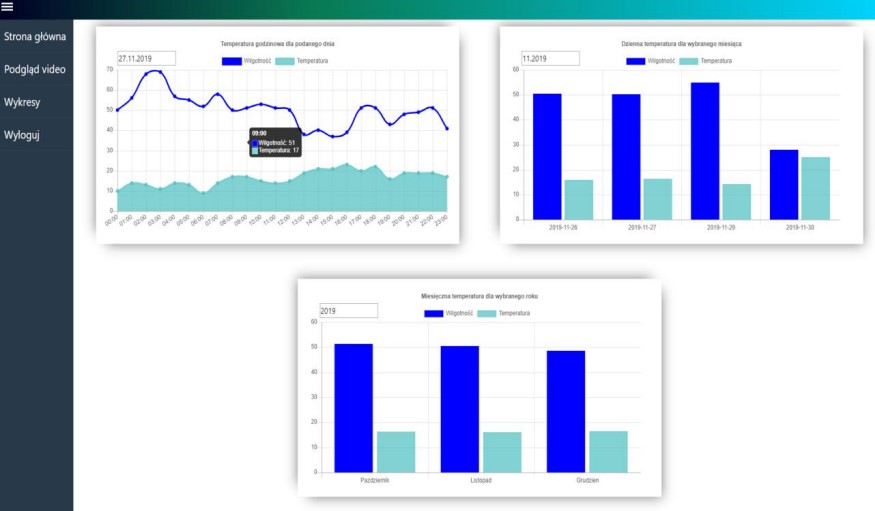 Strona główna
Podgląd video
Wykresy
Wyloguj
Temperatura godzinowa dla podanego dnia
27.11.2019
Wilgotność Temperatura
70
60
50
40
30
20
10
0
09:00
Wilgotność: 51
Temperatura: 17
00:00 01:00 02:00 03:00 04:00 05:00 06:00 07:00 08:00 09:00 10:00 11:00 12:00 13:00 14:00 15:00 16:00 17:00 18:00 19:00 20:00 21:00 22:00 23:00
Dzienna temperatura dla wybranego miesiąca
11.2019
Wilgotność Temperatura
60
50
40
30
20
10
0
2019-11-26 2019-11-27 2019-11-29 2019-11-30
Miesięczna temperatura dla wybranego roku
2019
Wilgotność Temperatura
60
50
40
30
20
10
0
Pazdziernik Listopad Grudzien